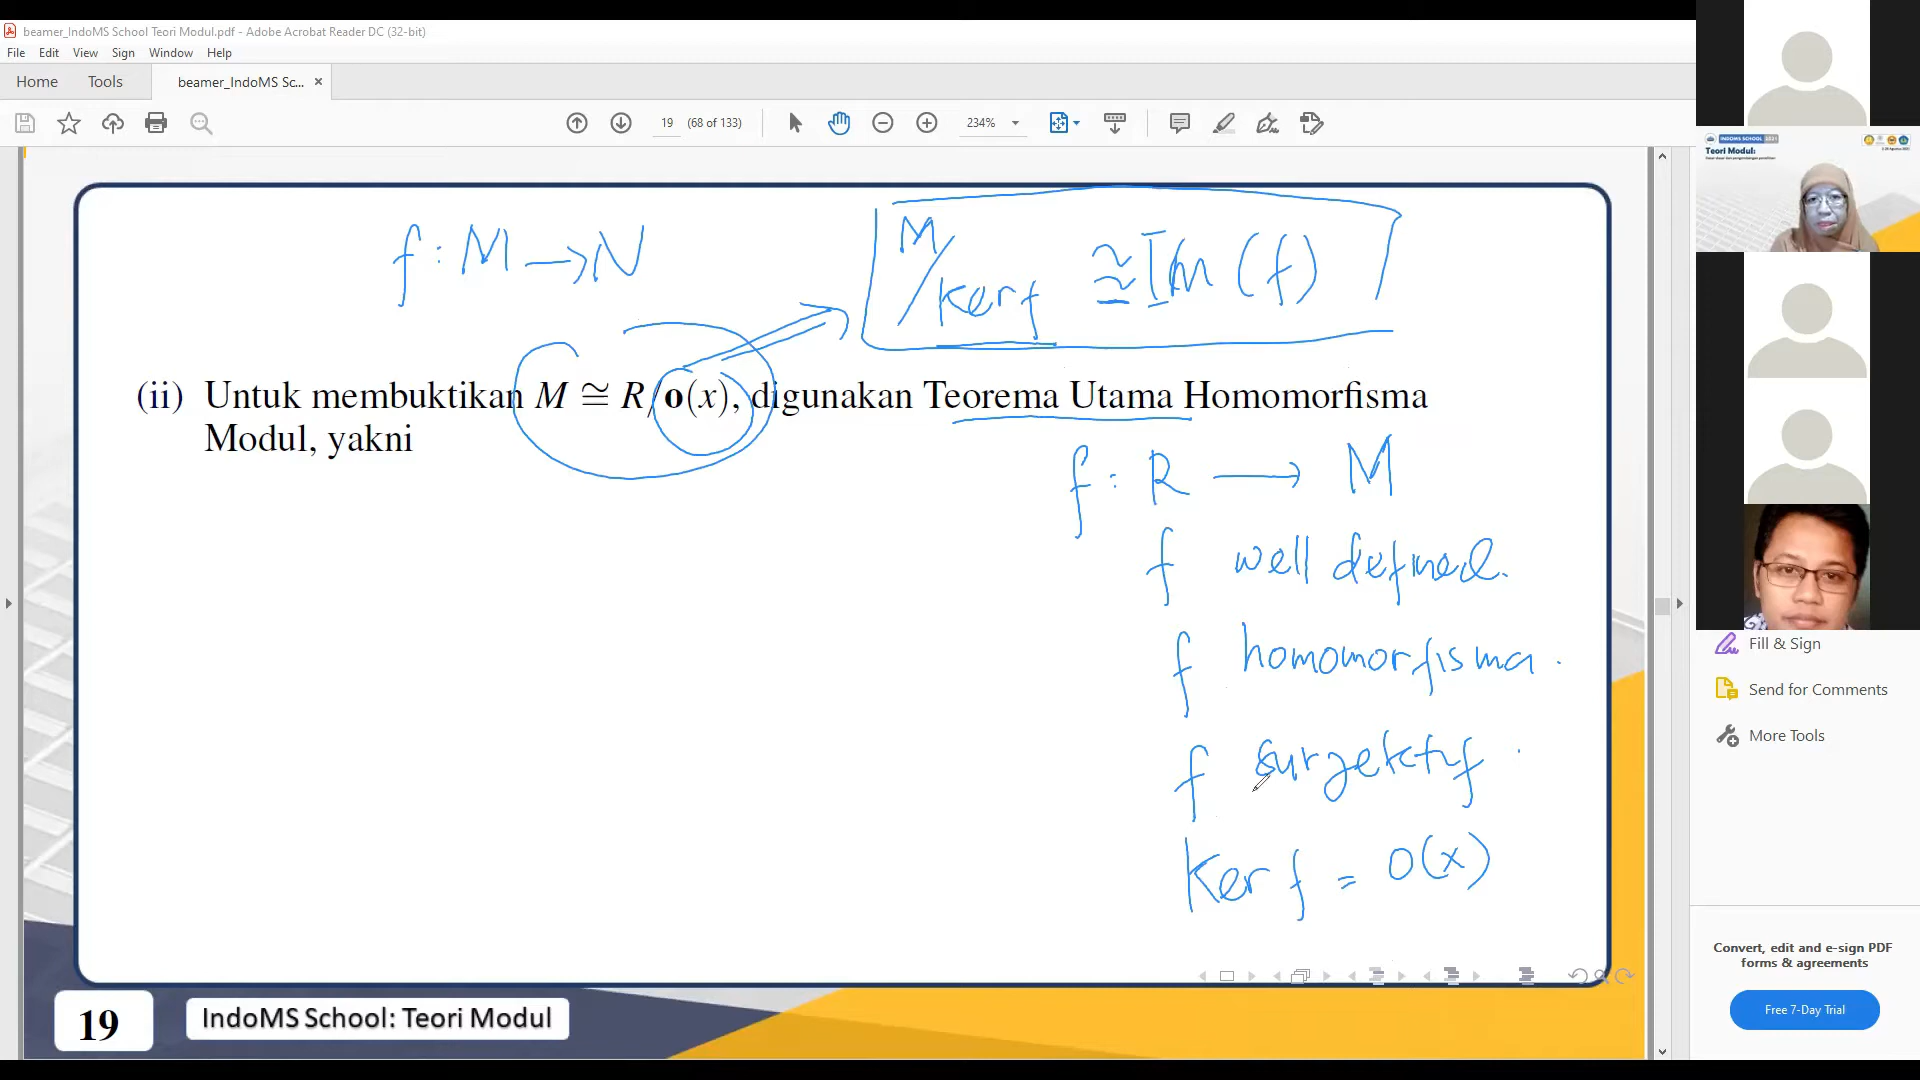 beamer_IndoMS School Teori Modul.pdf - Adobe Acrobat Reader DC (32-bit)
File Edit View Sign Window Help
Home Tools beamer_IndoMS Sc... ×
19 (68 of 133) 234%
INDOMS SCHOOL 2021
Teori Modul:
f : M → N
M / Ker f ≅ Im (f)
(ii) Untuk membuktikan M ≅ R/o(x), digunakan Teorema Utama Homomorfisma
Modul, yakni
f : R → M
f well defined.
f homomorfisma.
f surjektif.
Ker f = O(x)
19
IndoMS School: Teori Modul
Fill & Sign
Send for Comments
More Tools
Convert, edit and e-sign PDF
forms & agreements
Free 7-Day Trial